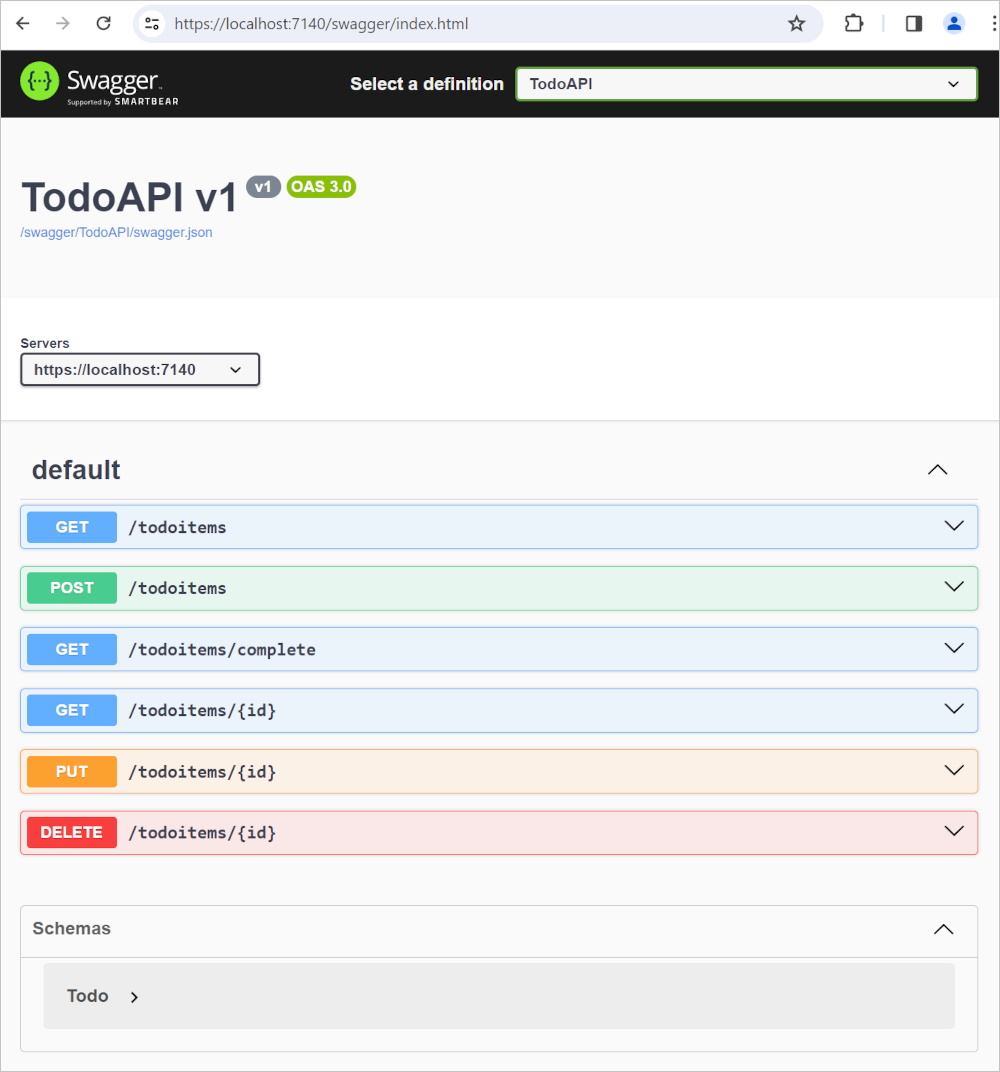 https://localhost:7140/swagger/index.html
{···} Swagger™
Supported by SMARTBEAR
Select a definition TodoAPI
TodoAPI v1 v1 OAS 3.0
/swagger/TodoAPI/swagger.json
Servers
https://localhost:7140
default
GET /todoitems
POST /todoitems
GET /todoitems/complete
GET /todoitems/{id}
PUT /todoitems/{id}
DELETE /todoitems/{id}
Schemas
Todo